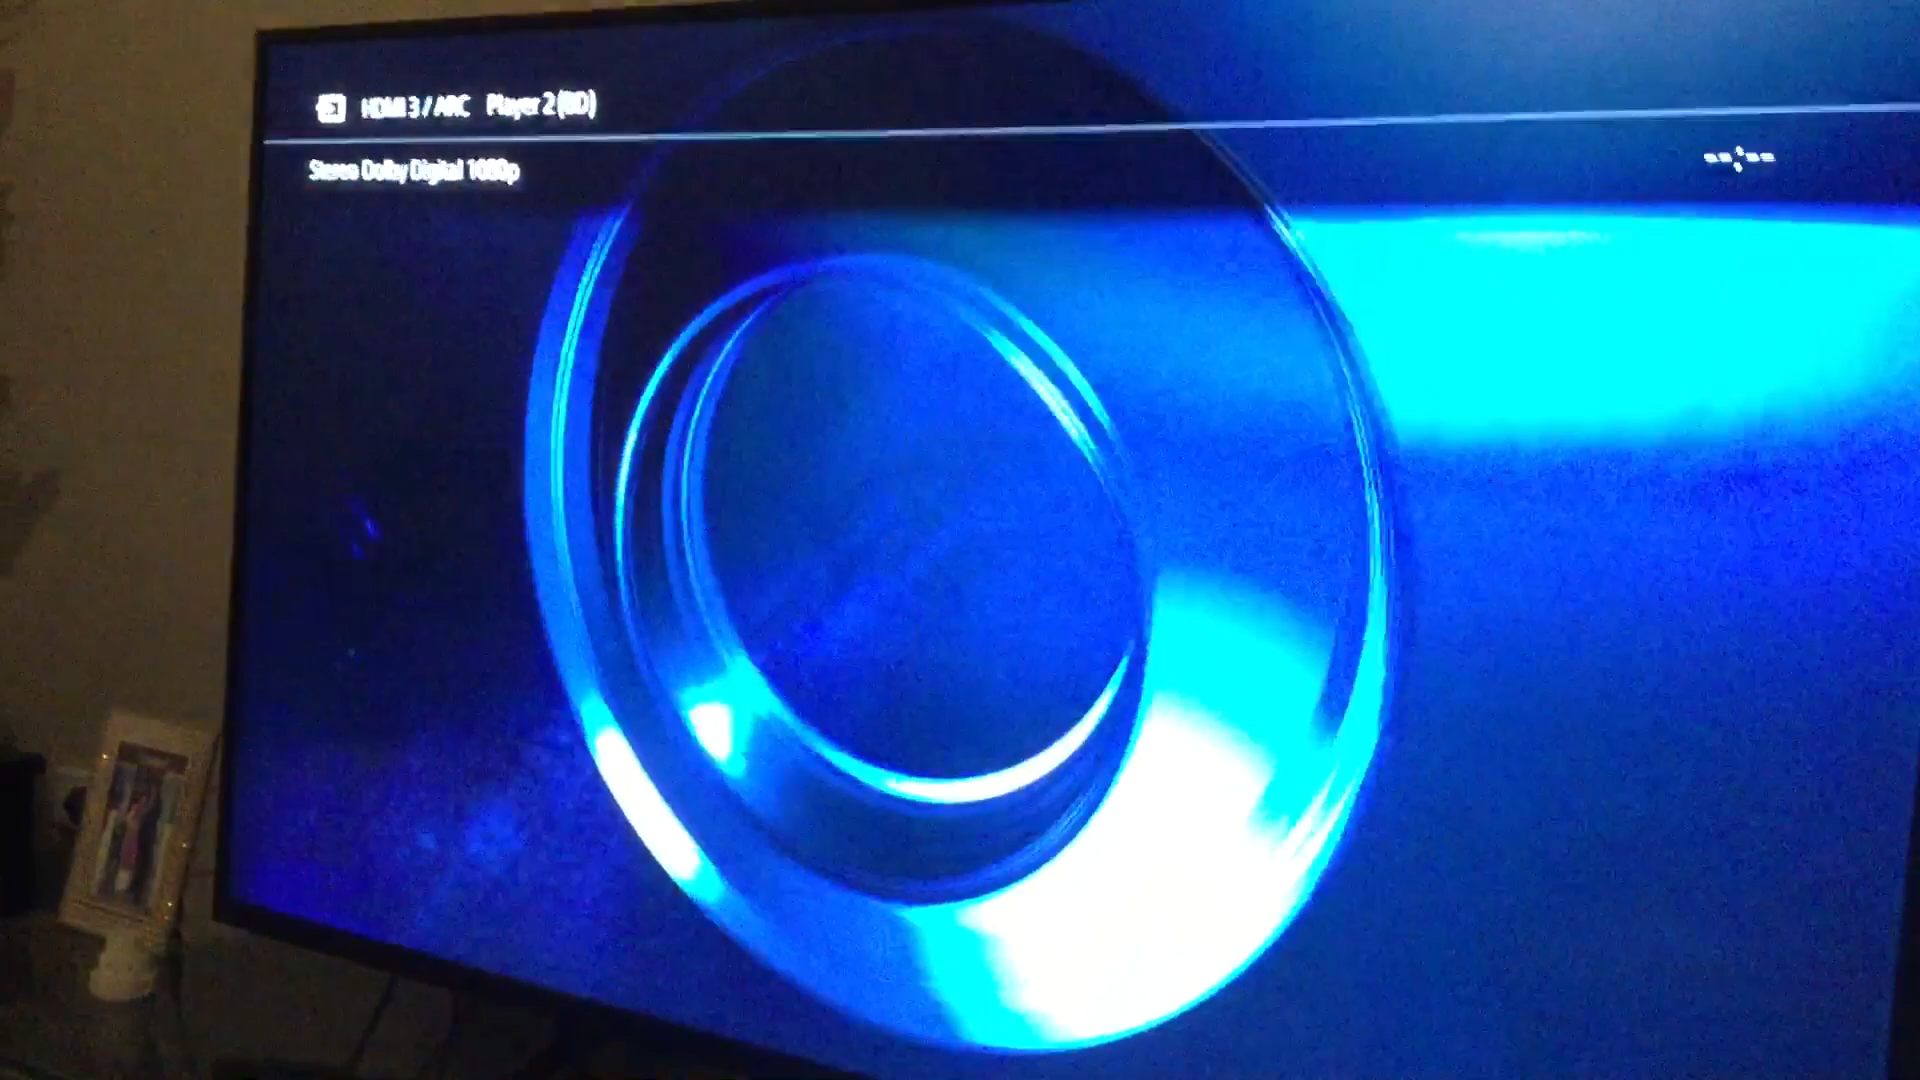 HDMI 3 / ARC Player 2 (BD)
Stereo Dolby Digital 1080p
--:--